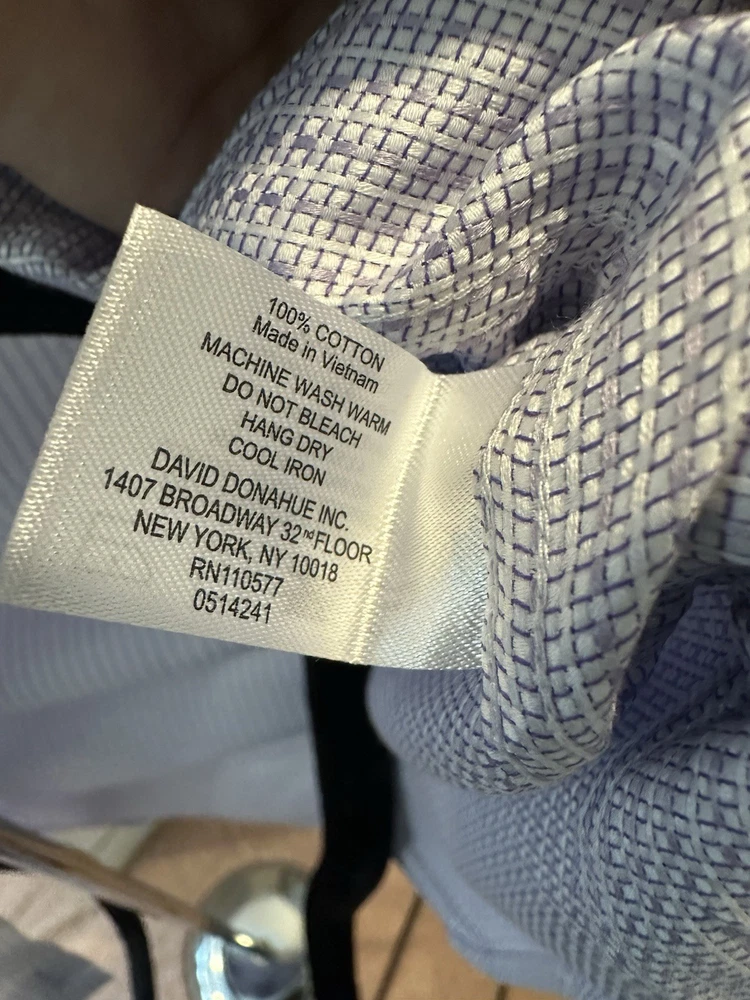 100% COTTON
Made in Vietnam
MACHINE WASH WARM
DO NOT BLEACH
HANG DRY
COOL IRON
DAVID DONAHUE INC.
1407 BROADWAY 32ND FLOOR
NEW YORK, NY 10018
RN110577
0514241